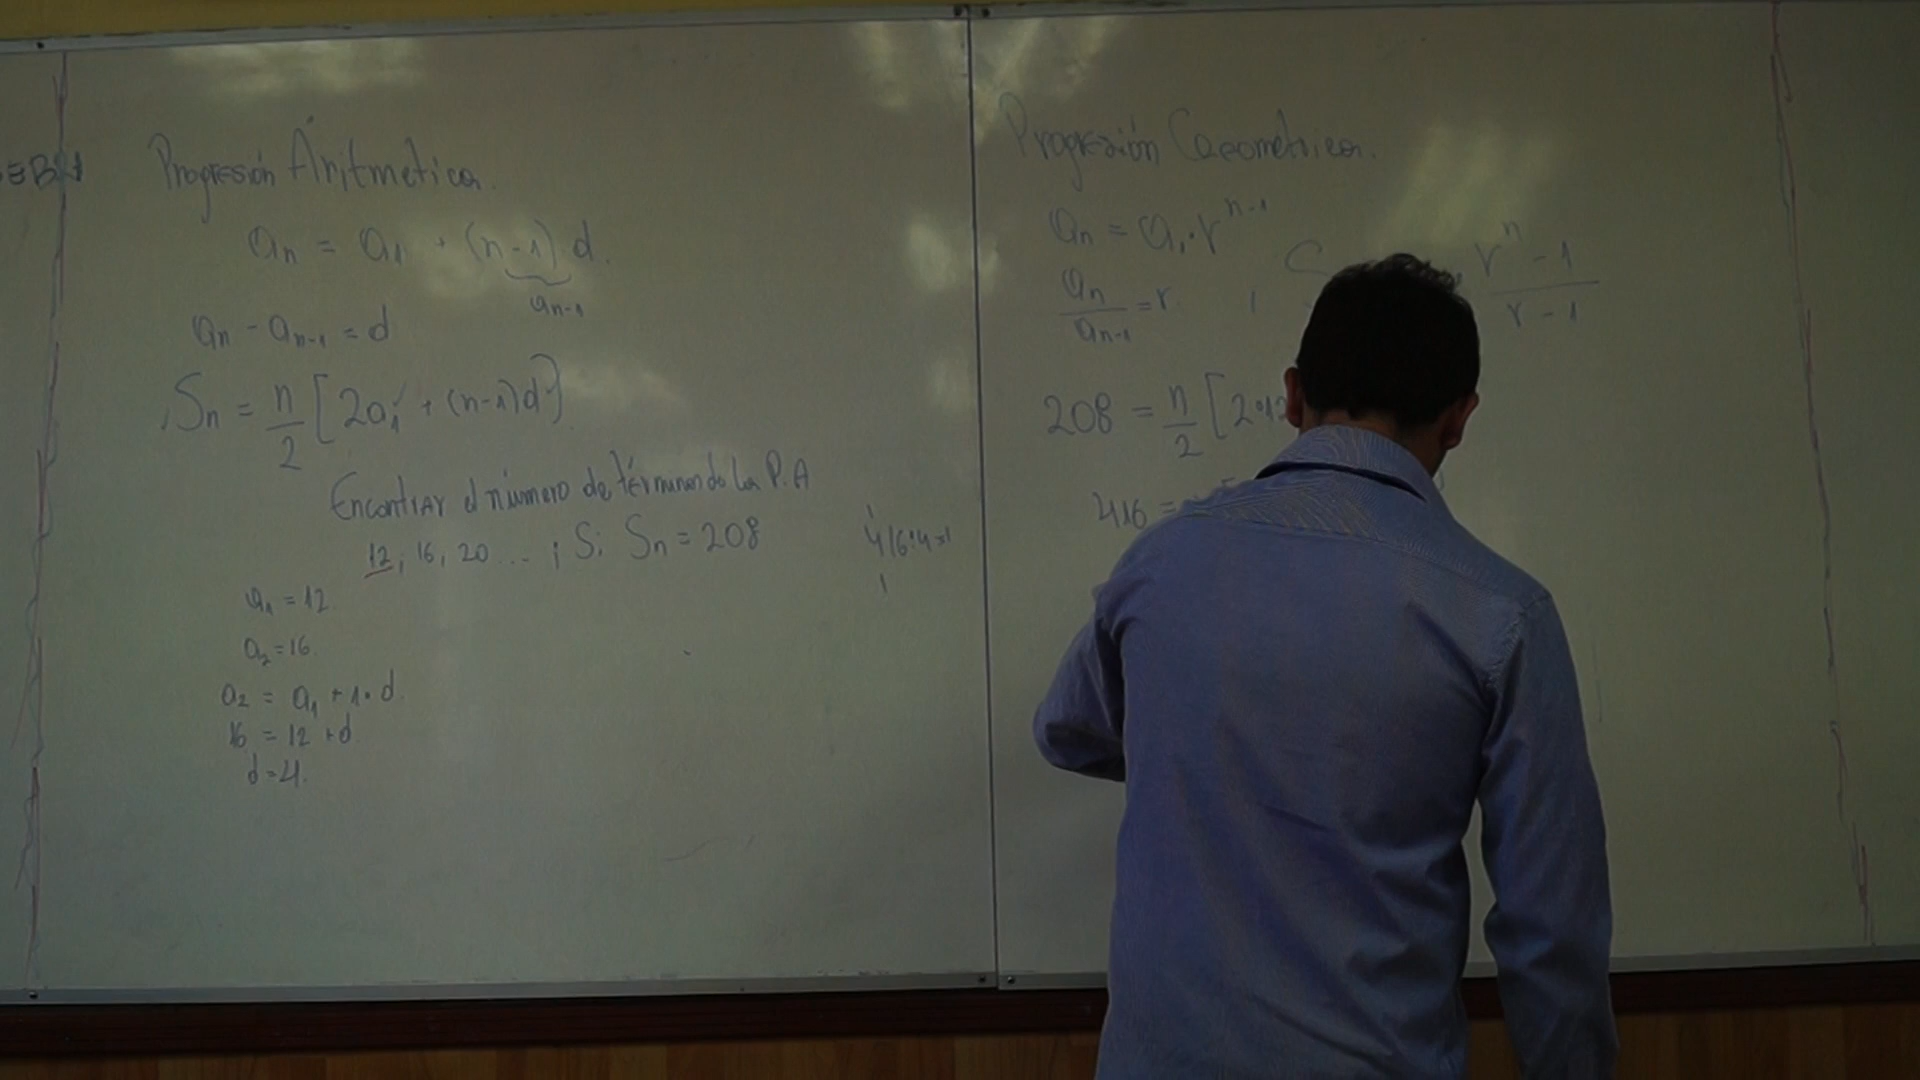 Progresión Aritmetica.
an = a1 + (n-1) d.
an-1
an - an-1 = d
Sn = n/2 [2a1 + (n-1)d]
Encontrar el número de términos de la P.A
12, 16, 20 ... ; Si Sn = 208
a1 = 12
a2 = 16.
a2 = a1 + 1 · d.
16 = 12 + d
d = 4.
Progresión Geometrica.
an = a1 · r^n-1
an/an-1 = r
r^n - 1 / r - 1
208 = n/2 [2·12
416 =